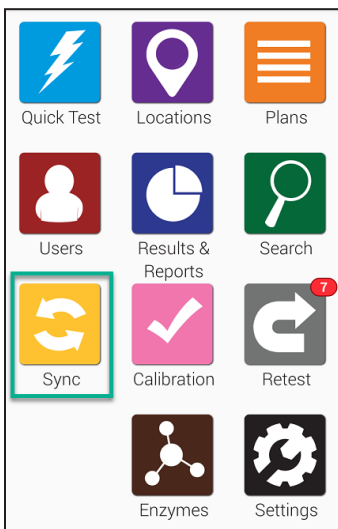 Quick Test
Locations
Plans
Users
Results &
Reports
Search
7
Sync
Calibration
Retest
Enzymes
Settings